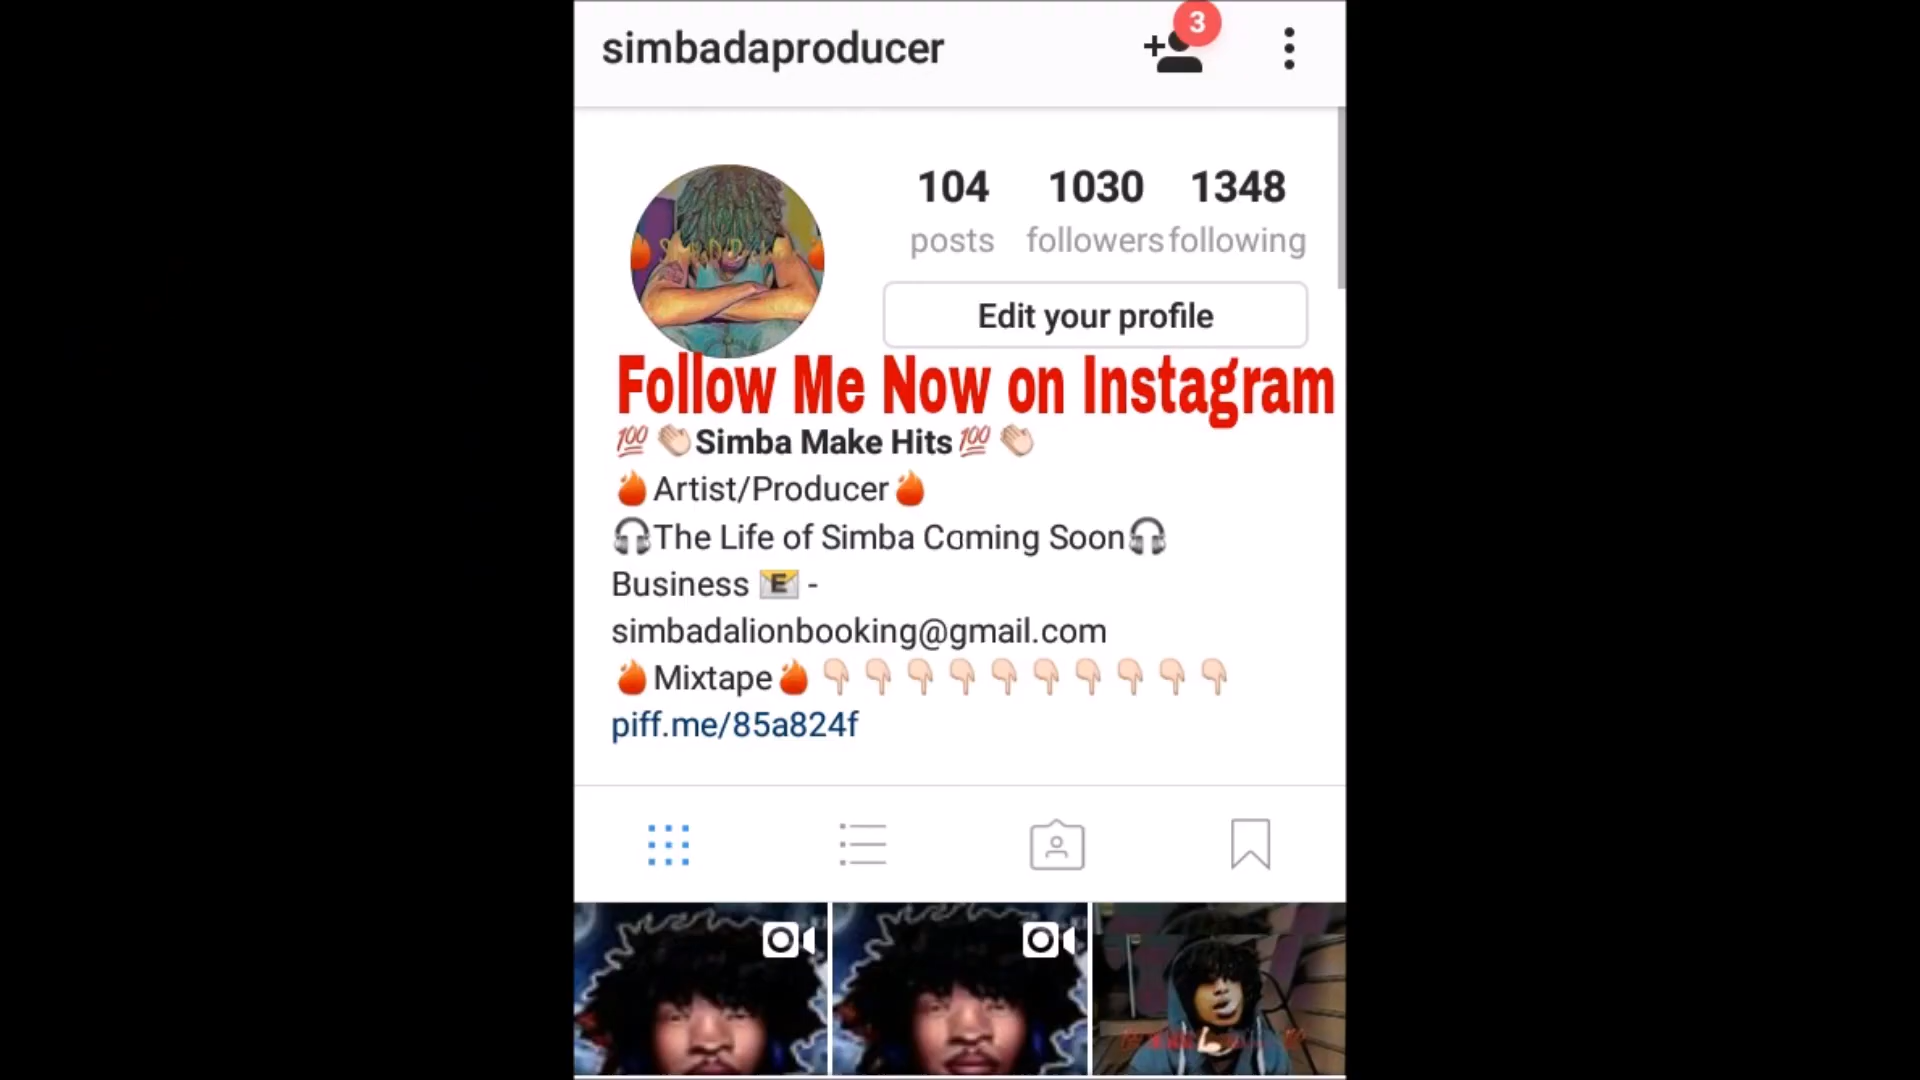 simbadaproducer
3
104 1030 1348
posts followers following
Edit your profile
Follow Me Now on Instagram
💯👏Simba Make Hits💯👏
🔥Artist/Producer🔥
🎧The Life of Simba Coming Soon🎧
Business 📧 -
simbadalionbooking@gmail.com
🔥Mixtape🔥👇👇👇👇👇👇👇👇👇👇
piff.me/85a824f